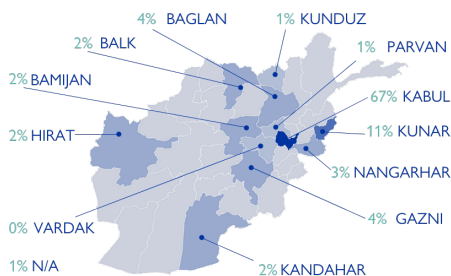 4% BAGLAN
1% KUNDUZ
2% BALK
1% PARVAN
2% BAMIJAN
67% KABUL
2% HIRAT
11% KUNAR
3% NANGARHAR
4% GAZNI
0% VARDAK
1% N/A
2% KANDAHAR